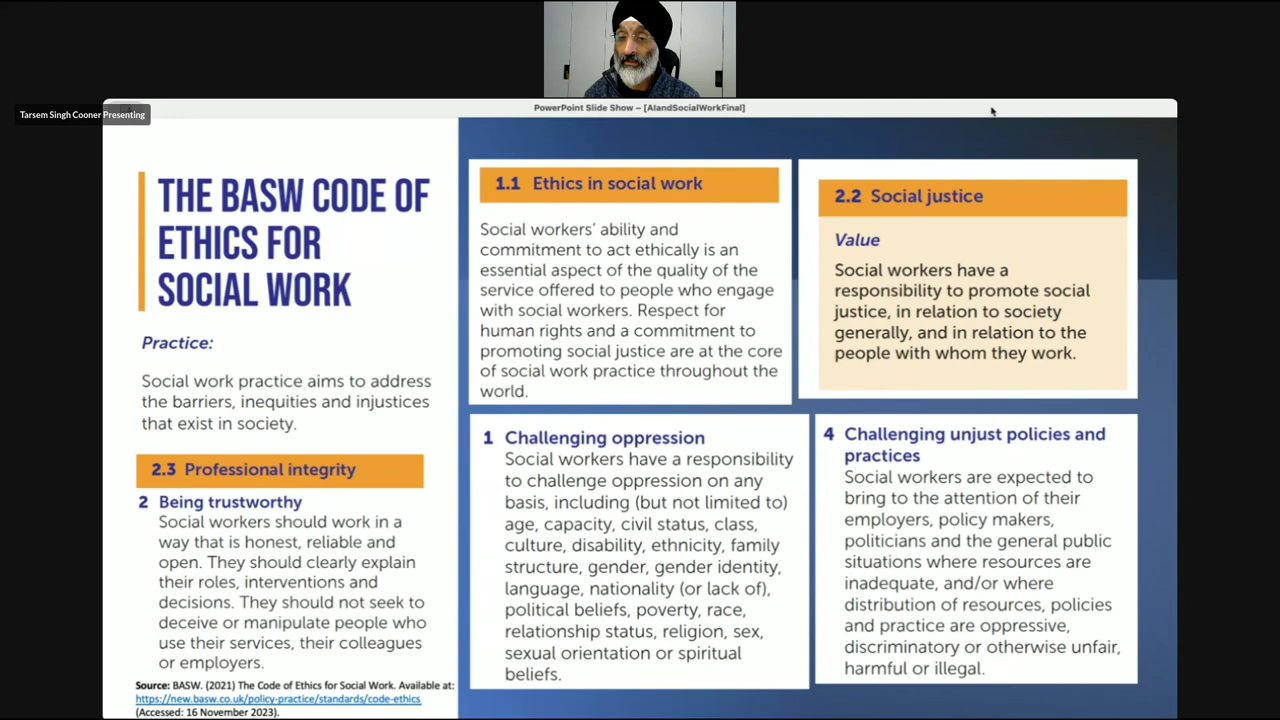 Tarsem Singh Cooner Presenting
PowerPoint Slide Show – [AIandSocialWorkFinal]
THE BASW CODE OF
ETHICS FOR
SOCIAL WORK
Practice:
Social work practice aims to address
the barriers, inequities and injustices
that exist in society.
2.3 Professional integrity
2 Being trustworthy
Social workers should work in a
way that is honest, reliable and
open. They should clearly explain
their roles, interventions and
decisions. They should not seek to
deceive or manipulate people who
use their services, their colleagues
or employers.
Source: BASW. (2021) The Code of Ethics for Social Work. Available at:
https://new.basw.co.uk/policy-practice/standards/code-ethics
(Accessed: 16 November 2023).
1.1 Ethics in social work
Social workers’ ability and
commitment to act ethically is an
essential aspect of the quality of the
service offered to people who engage
with social workers. Respect for
human rights and a commitment to
promoting social justice are at the core
of social work practice throughout the
world.
2.2 Social justice
Value
Social workers have a
responsibility to promote social
justice, in relation to society
generally, and in relation to the
people with whom they work.
1 Challenging oppression
Social workers have a responsibility
to challenge oppression on any
basis, including (but not limited to)
age, capacity, civil status, class,
culture, disability, ethnicity, family
structure, gender, gender identity,
language, nationality (or lack of),
political beliefs, poverty, race,
relationship status, religion, sex,
sexual orientation or spiritual
beliefs.
4 Challenging unjust policies and
practices
Social workers are expected to
bring to the attention of their
employers, policy makers,
politicians and the general public
situations where resources are
inadequate, and/or where
distribution of resources, policies
and practice are oppressive,
discriminatory or otherwise unfair,
harmful or illegal.